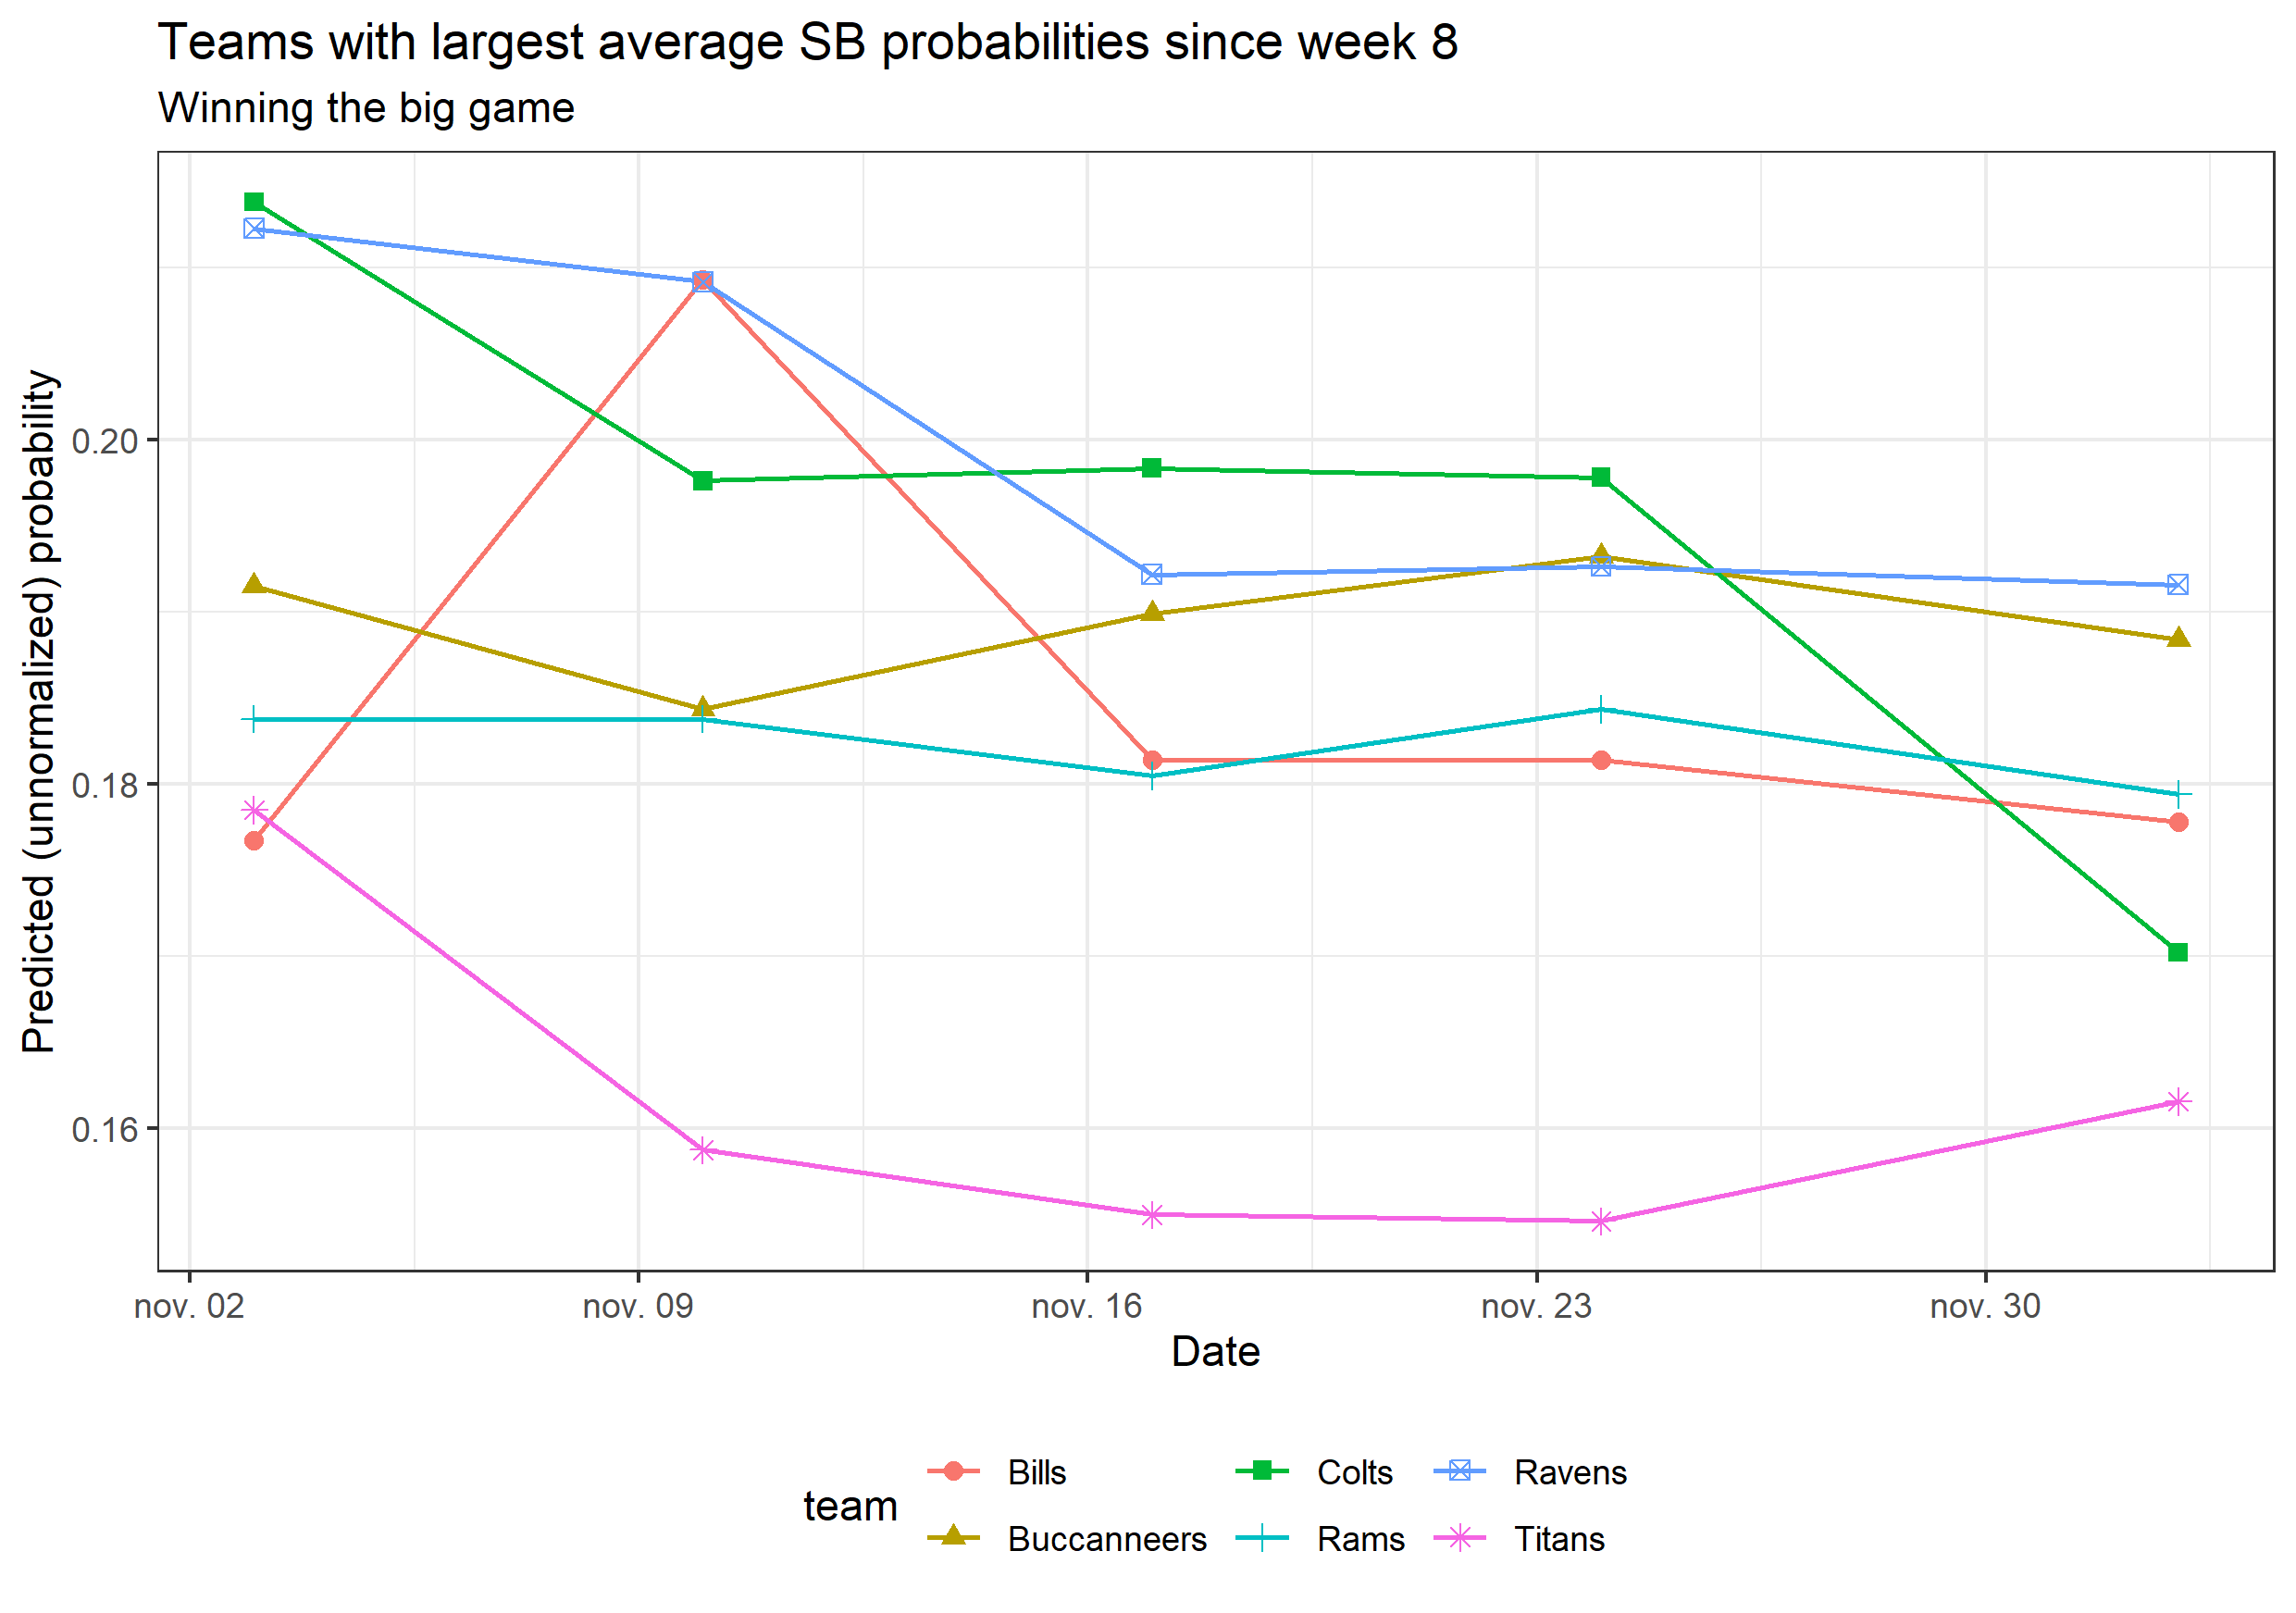 Teams with largest average SB probabilities since week 8
Winning the big game
Predicted (unnormalized) probability
0.20
0.18
0.16
nov. 02 nov. 09 nov. 16 nov. 23 nov. 30
Date
team
Bills Colts Ravens
Buccanneers Rams Titans